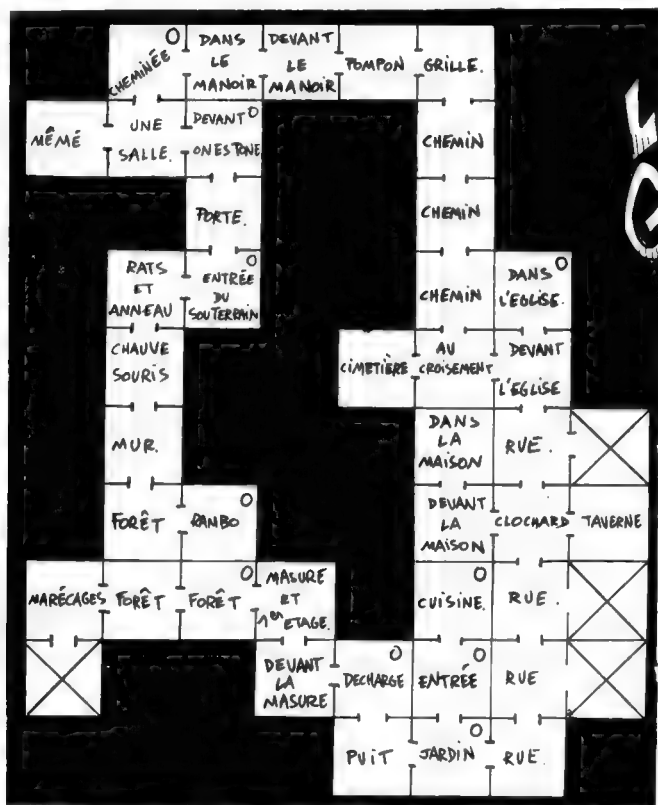 CHEMINÉE
O
DANS
LE
MANOIR
DEVANT
LE
MANOIR
POMPON
GRILLE.
MÊMÉ
UNE
SALLE.
DEVANT O
ONESTONE
CHEMIN
PORTE.
CHEMIN
RATS
ET
ANNEAU
ENTRÉE O
DU
SOUTERRAIN
CHEMIN
DANS O
L'EGLISE.
CHAUVE
SOURIS
CIMETIÈRE
AU
CROISEMENT
DEVANT
L'EGLISE
MUR.
DANS
LA
MAISON
RUE.
FORÊT
O
RANBO
DEVANT
LA
MAISON
CLOCHARD
TAVERNE
MARÉCAGES
FORÊT
O
FORÊT
MASURE
ET
1er ETAGE.
O
CUISINE.
RUE.
DEVANT
LA
MASURE
O
DECHARGE
O
ENTRÉE
RUE
PUIT
O
JARDIN
RUE.